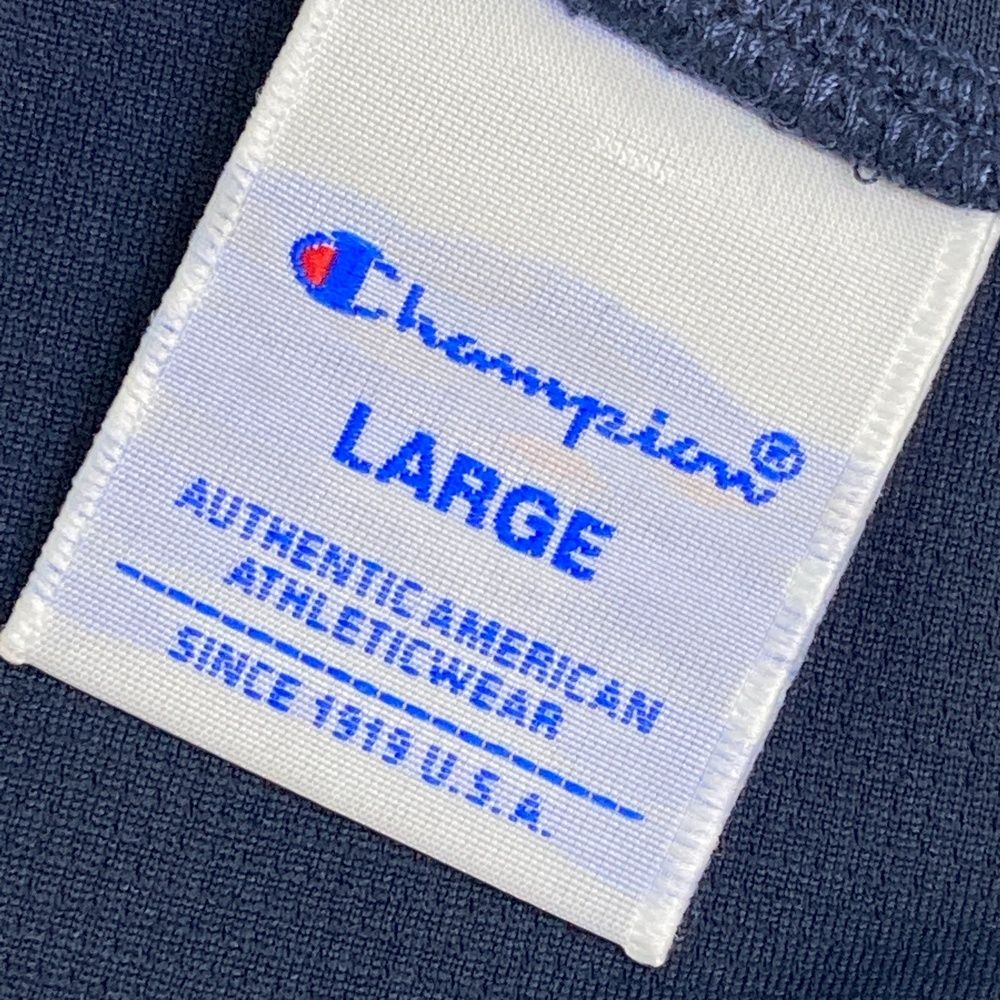 Champion®
LARGE
AUTHENTIC AMERICAN
ATHLETICWEAR
SINCE 1919 U.S.A.